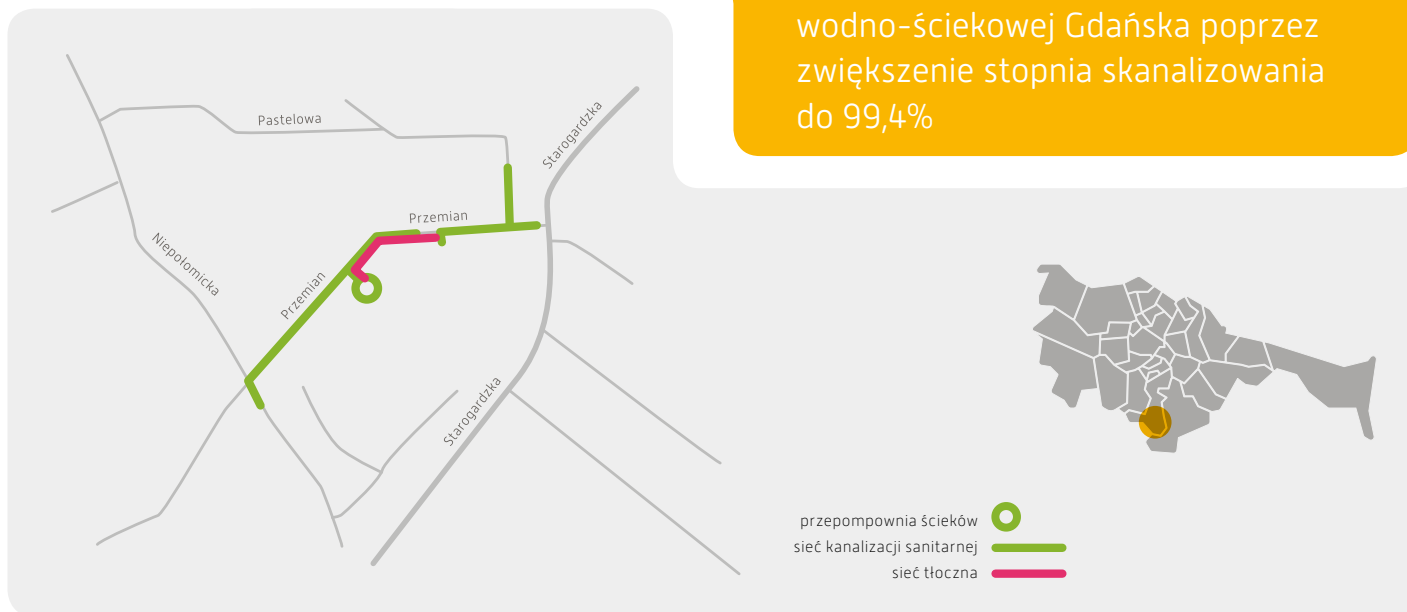 wodno-ściekowej Gdańska poprzez
zwiększenie stopnia skanalizowania
do 99,4%
Pastelowa
Starogardzka
Przemian
Niepołomicka
Przemian
Starogardzka
przepompownia ścieków
sieć kanalizacji sanitarnej
sieć tłoczna